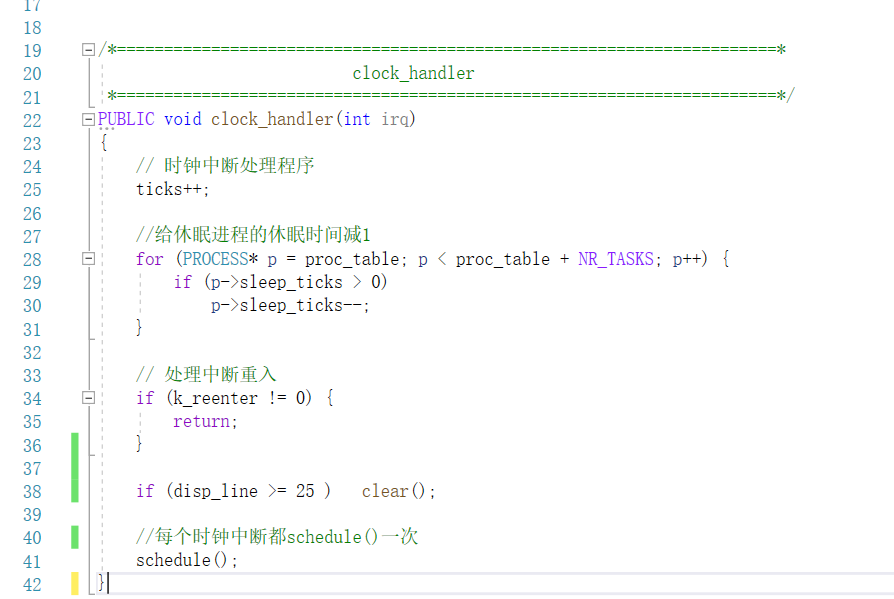 17
18
19 /*======================================================================*
20                            clock_handler
21  *======================================================================*/
22 PUBLIC void clock_handler(int irq)
23 {
24     // 时钟中断处理程序
25     ticks++;
26
27     //给休眠进程的休眠时间减1
28     for (PROCESS* p = proc_table; p < proc_table + NR_TASKS; p++) {
29         if (p->sleep_ticks > 0)
30             p->sleep_ticks--;
31     }
32
33     // 处理中断重入
34     if (k_reenter != 0) {
35         return;
36     }
37
38     if (disp_line >= 25 )   clear();
39
40     //每个时钟中断都schedule()一次
41     schedule();
42 }